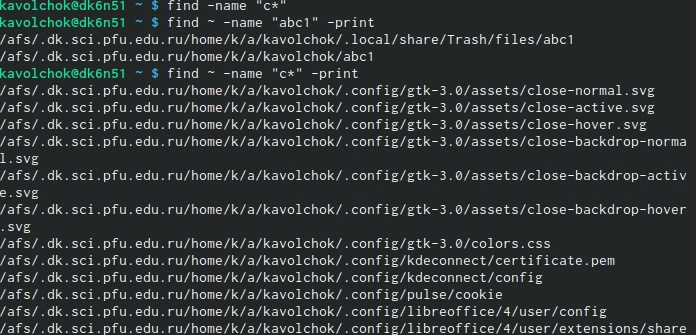 kavolchok@dk6n51 ~ $ find -name "c*"
kavolchok@dk6n51 ~ $ find ~ -name "abc1" -print
/afs/.dk.sci.pfu.edu.ru/home/k/a/kavolchok/.local/share/Trash/files/abc1
/afs/.dk.sci.pfu.edu.ru/home/k/a/kavolchok/abc1
kavolchok@dk6n51 ~ $ find ~ -name "c*" -print
/afs/.dk.sci.pfu.edu.ru/home/k/a/kavolchok/.config/gtk-3.0/assets/close-normal.svg
/afs/.dk.sci.pfu.edu.ru/home/k/a/kavolchok/.config/gtk-3.0/assets/close-active.svg
/afs/.dk.sci.pfu.edu.ru/home/k/a/kavolchok/.config/gtk-3.0/assets/close-hover.svg
/afs/.dk.sci.pfu.edu.ru/home/k/a/kavolchok/.config/gtk-3.0/assets/close-backdrop-norma
l.svg
/afs/.dk.sci.pfu.edu.ru/home/k/a/kavolchok/.config/gtk-3.0/assets/close-backdrop-activ
e.svg
/afs/.dk.sci.pfu.edu.ru/home/k/a/kavolchok/.config/gtk-3.0/assets/close-backdrop-hover
.svg
/afs/.dk.sci.pfu.edu.ru/home/k/a/kavolchok/.config/gtk-3.0/colors.css
/afs/.dk.sci.pfu.edu.ru/home/k/a/kavolchok/.config/kdeconnect/certificate.pem
/afs/.dk.sci.pfu.edu.ru/home/k/a/kavolchok/.config/kdeconnect/config
/afs/.dk.sci.pfu.edu.ru/home/k/a/kavolchok/.config/pulse/cookie
/afs/.dk.sci.pfu.edu.ru/home/k/a/kavolchok/.config/libreoffice/4/user/config
/afs/.dk.sci.pfu.edu.ru/home/k/a/kavolchok/.config/libreoffice/4/user/extensions/share